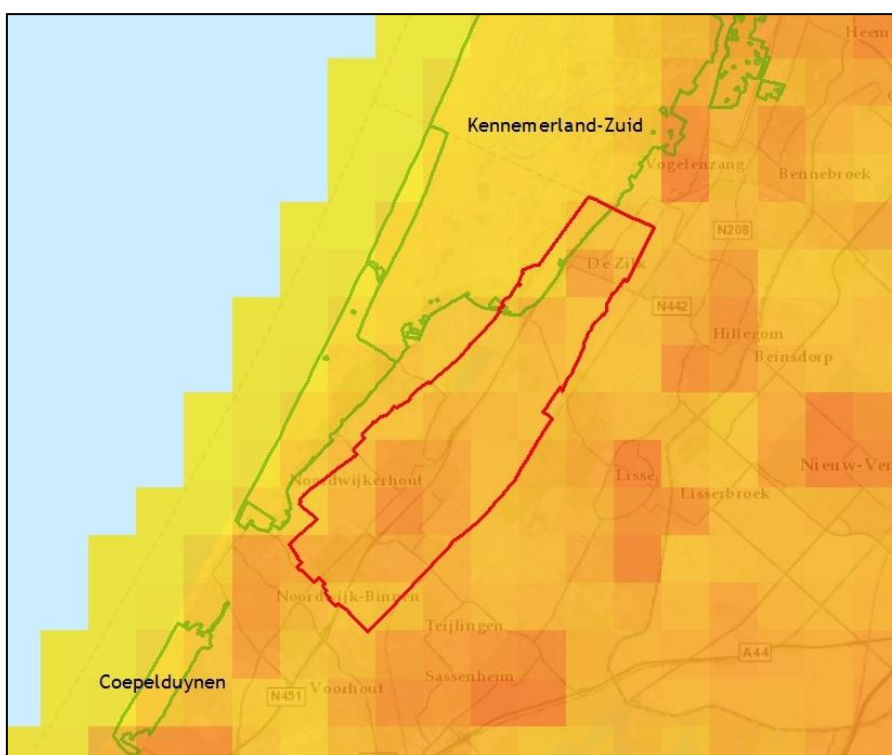 Heem
Kennemerland-Zuid
Vogelenzang
Bennebroek
N208
De Zilk
N442
Hillegom
Beinsdorp
Noordwijkerhout
Lisse
Nieuw-Ven
Lisserbroek
Noordwijk-Binnen
Teijlingen
A44
Sassenheim
Coepelduynen
Voorhout
N451